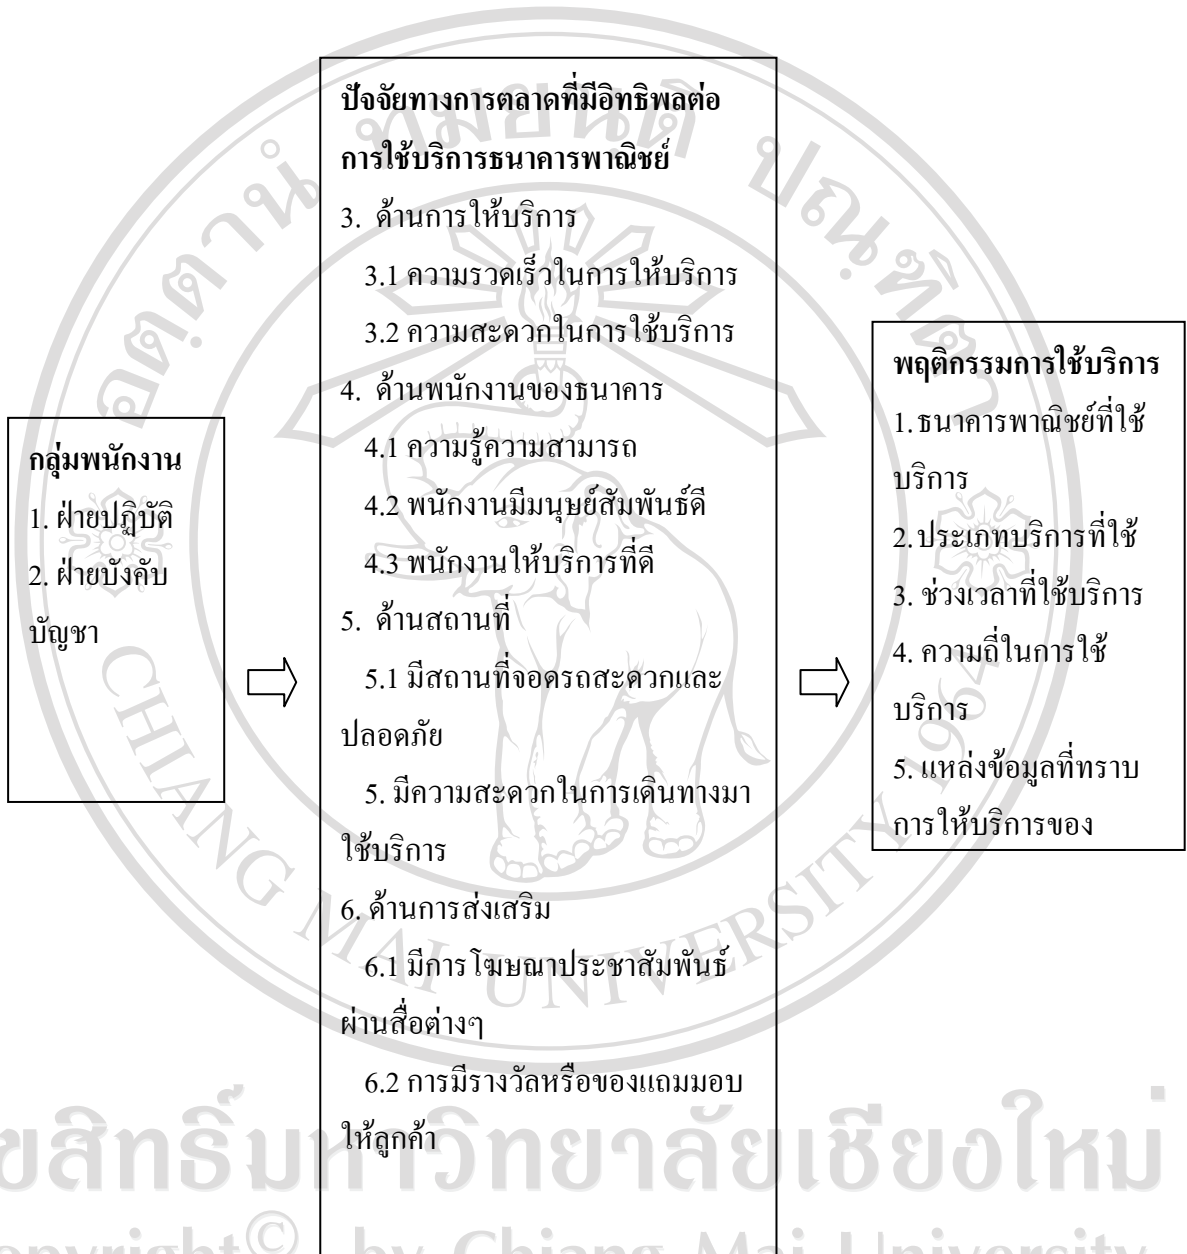 กลุ่มพนักงาน
1. ฝ่ายปฏิบัติ
2. ฝ่ายบังคับ
บัญชา
ปัจจัยทางการตลาดที่มีอิทธิพลต่อ
การใช้บริการธนาคารพาณิชย์
3. ด้านการให้บริการ
3.1 ความรวดเร็วในการให้บริการ
3.2 ความสะดวกในการใช้บริการ
4. ด้านพนักงานของธนาคาร
4.1 ความรู้ความสามารถ
4.2 พนักงานมีมนุษย์สัมพันธ์ดี
4.3 พนักงานให้บริการที่ดี
5. ด้านสถานที่
5.1 มีสถานที่จอดรถสะดวกและ
ปลอดภัย
5. มีความสะดวกในการเดินทางมา
ใช้บริการ
6. ด้านการส่งเสริม
6.1 มีการโฆษณาประชาสัมพันธ์
ผ่านสื่อต่างๆ
6.2 การมีรางวัลหรือของแถมมอบ
ให้ลูกค้า
พฤติกรรมการใช้บริการ
1. ธนาคารพาณิชย์ที่ใช้
บริการ
2. ประเภทบริการที่ใช้
3. ช่วงเวลาที่ใช้บริการ
4. ความถี่ในการใช้
บริการ
5. แหล่งข้อมูลที่ทราบ
การให้บริการของ
CHIANG MAI UNIVERSITY 1964
ขสิทธิ์มหาวิทยาลัยเชียงใหม่
opyright© by Chiang Mai University